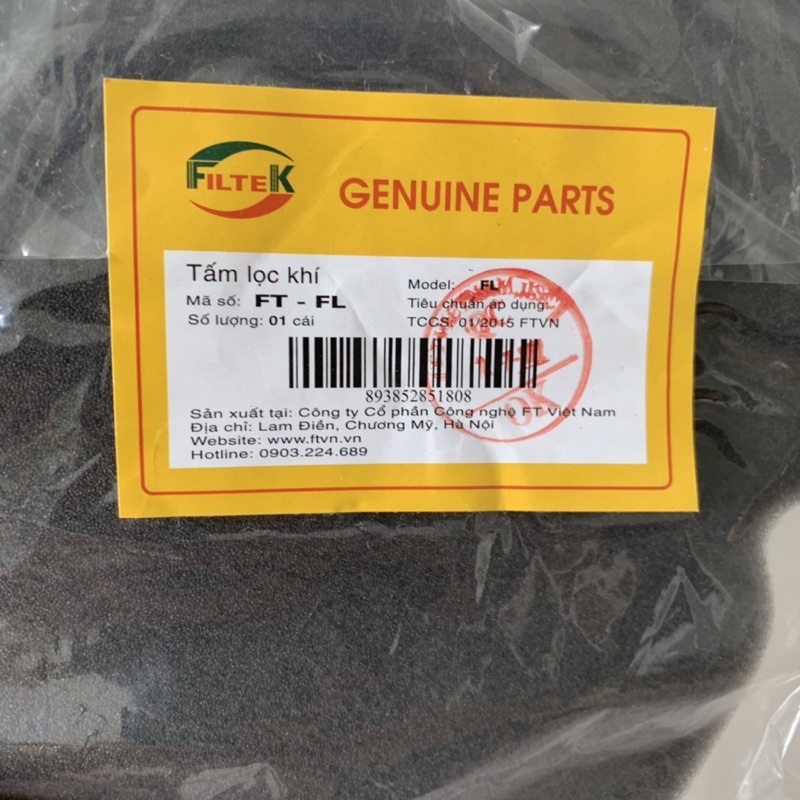 FILTEK
GENUINE PARTS
Tấm lọc khí
Mã số: FT - FL
Số lượng: 01 cái
Model: FL
Tiêu chuẩn áp dụng:
TCCS: 01/2015 FTVN
893852851808
Sản xuất tại: Công ty Cổ phần Công nghệ FT Việt Nam
Địa chỉ: Lam Điền, Chương Mỹ, Hà Nội
Website: www.ftvn.vn
Hotline: 0903.224.689
OK